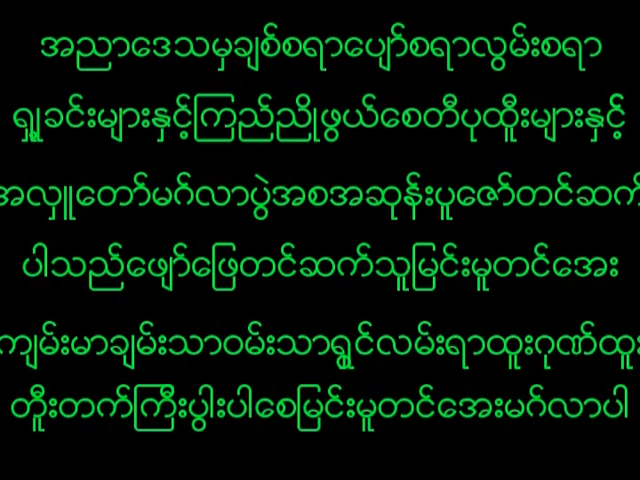 အညာဒေသမှချစ်စရာပျော်စရာလွမ်းစရာ
ရှုခင်းများနှင့်ကြည်ညိုဖွယ်စေတီပုထိုးများနှင့်
အလှူတော်မင်္ဂလာပွဲအစအဆုန်းပူဇော်တင်ဆက်
ပါသည်ဖျော်ဖြေတင်ဆက်သူမြင်းမူတင်အေး
ကျမ်းမာချမ်းသာဝမ်းသာရွှင်လမ်းရာထူးဂုဏ်ထူး
တိုးတက်ကြီးပွါးပါစေမြင်းမူတင်အေးမင်္ဂလာပါ